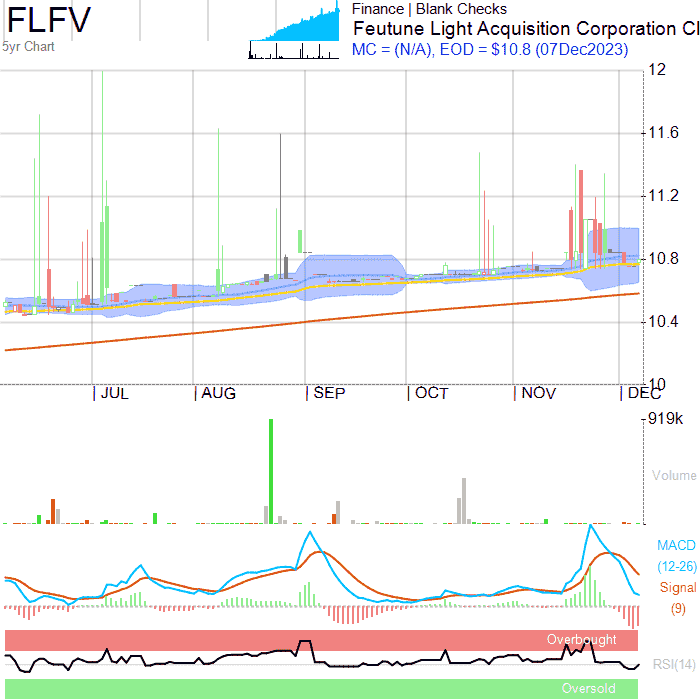 FLFV
5yr Chart
Finance | Blank Checks
Feutune Light Acquisition Corporation Cl
MC = (N/A), EOD = $10.8 (07Dec2023)
12
11.6
11.2
10.8
10.4
10
JUL AUG SEP OCT NOV DEC
919k
Volume
MACD
(12-26)
Signal
(9)
Overbought
RSI(14)
Oversold